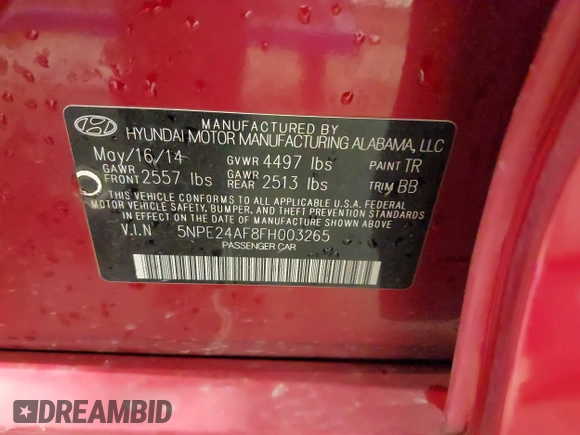 MANUFACTURED BY
HYUNDAI MOTOR MANUFACTURING ALABAMA, LLC
May/16/14 GVWR 4497 lbs PAINT TR
GAWR FRONT 2557 lbs GAWR REAR 2513 lbs TRIM BB
THIS VEHICLE CONFORMS TO ALL APPLICABLE U.S.A. FEDERAL
MOTOR VEHICLE SAFETY, BUMPER, AND THEFT PREVENTION STANDARDS
IN EFFECT ON THE DATE OF MANUFACTURE SHOWN ABOVE
V.I.N 5NPE24AF8FH003265
PASSENGER CAR
DREAMBID